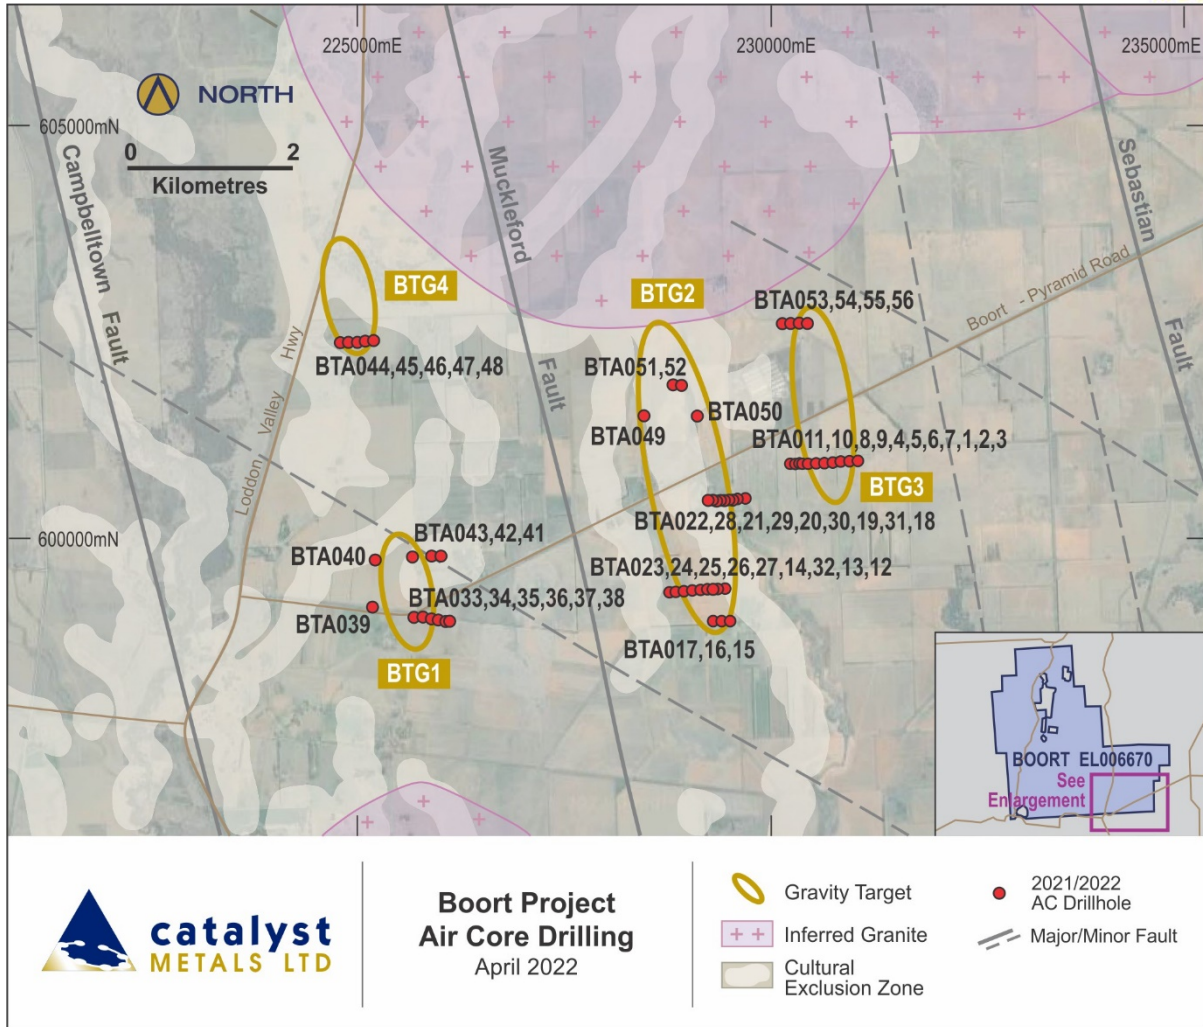 225000mE
230000mE
235000mE
NORTH
605000mN
0 2
Kilometres
Campbelltown Fault
Muckleford Fault
Sebastian Fault
BTG4
BTG2
BTA053,54,55,56
Boort - Pyramid Road
Loddon Valley Hwy
BTA044,45,46,47,48
BTA051,52
BTA050
BTA049
BTA011,10,8,9,4,5,6,7,1,2,3
BTG3
BTA022,28,21,29,20,30,19,31,18
600000mN
BTA043,42,41
BTA040
BTA023,24,25,26,27,14,32,13,12
BTA033,34,35,36,37,38
BTA039
BTA017,16,15
BTG1
BOORT EL006670
See
Enlargement
catalyst
METALS LTD
Boort Project
Air Core Drilling
April 2022
Gravity Target
Inferred Granite
Cultural
Exclusion Zone
2021/2022
AC Drillhole
Major/Minor Fault